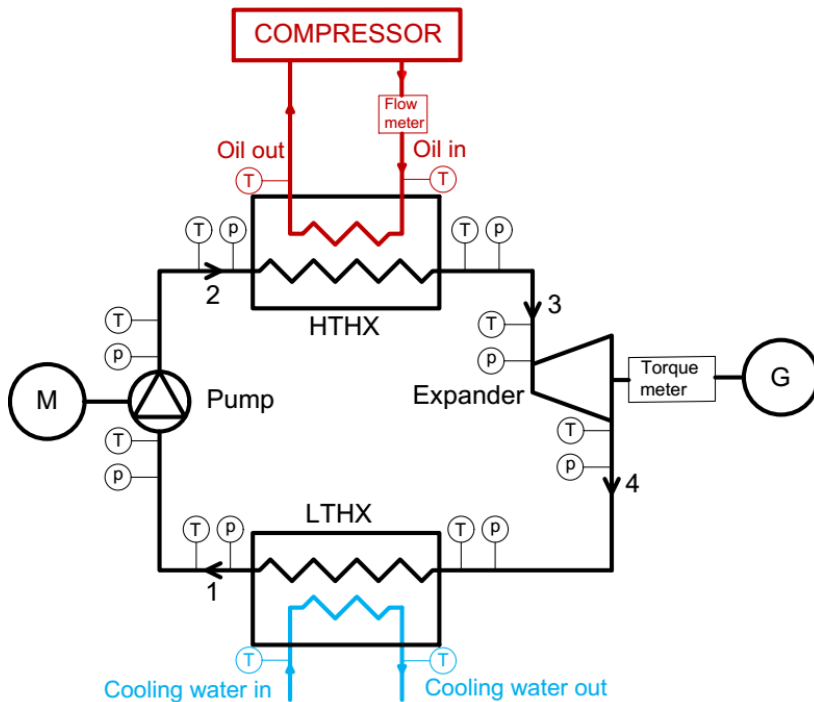 COMPRESSOR
Flow
meter
Oil out
Oil in
T
T
T
p
T
p
2
HTHX
3
T
T
p
p
M
Pump
Expander
Torque
meter
G
T
T
p
p
4
LTHX
T
p
T
p
1
T
T
Cooling water in
Cooling water out